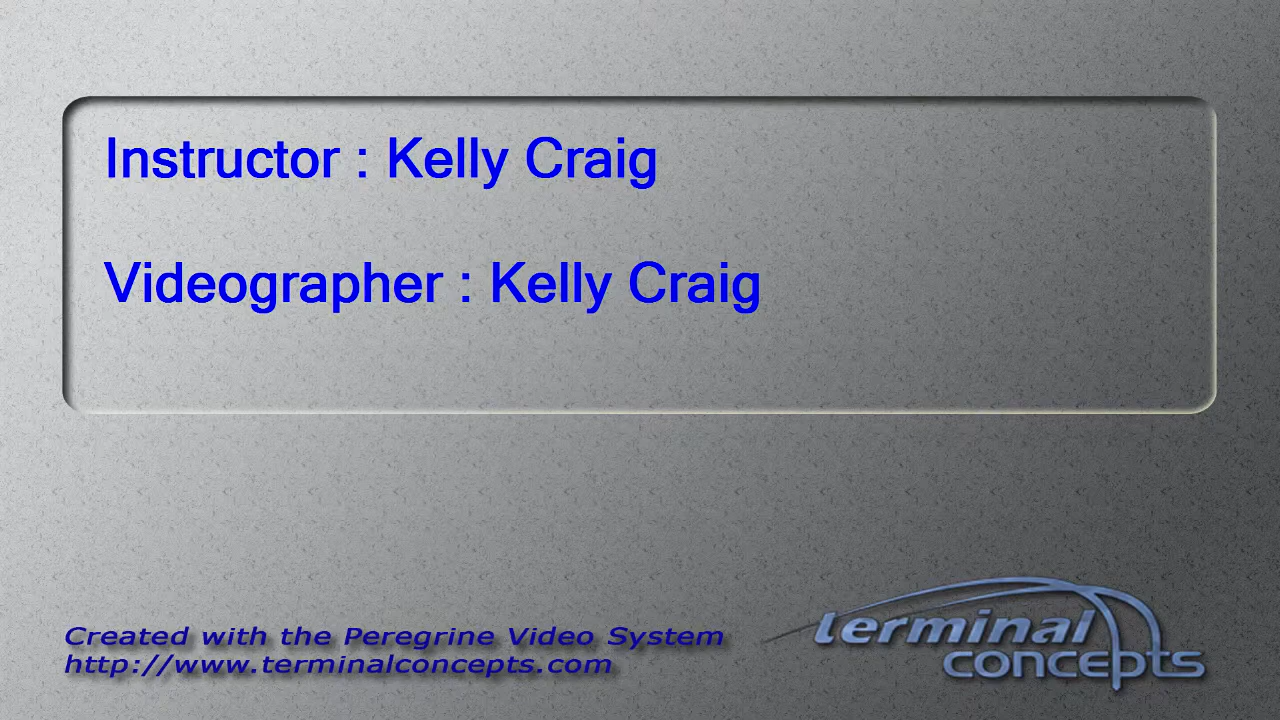 Instructor : Kelly Craig
Videographer : Kelly Craig
Created with the Peregrine Video System
http://www.terminalconcepts.com
terminal
concepts